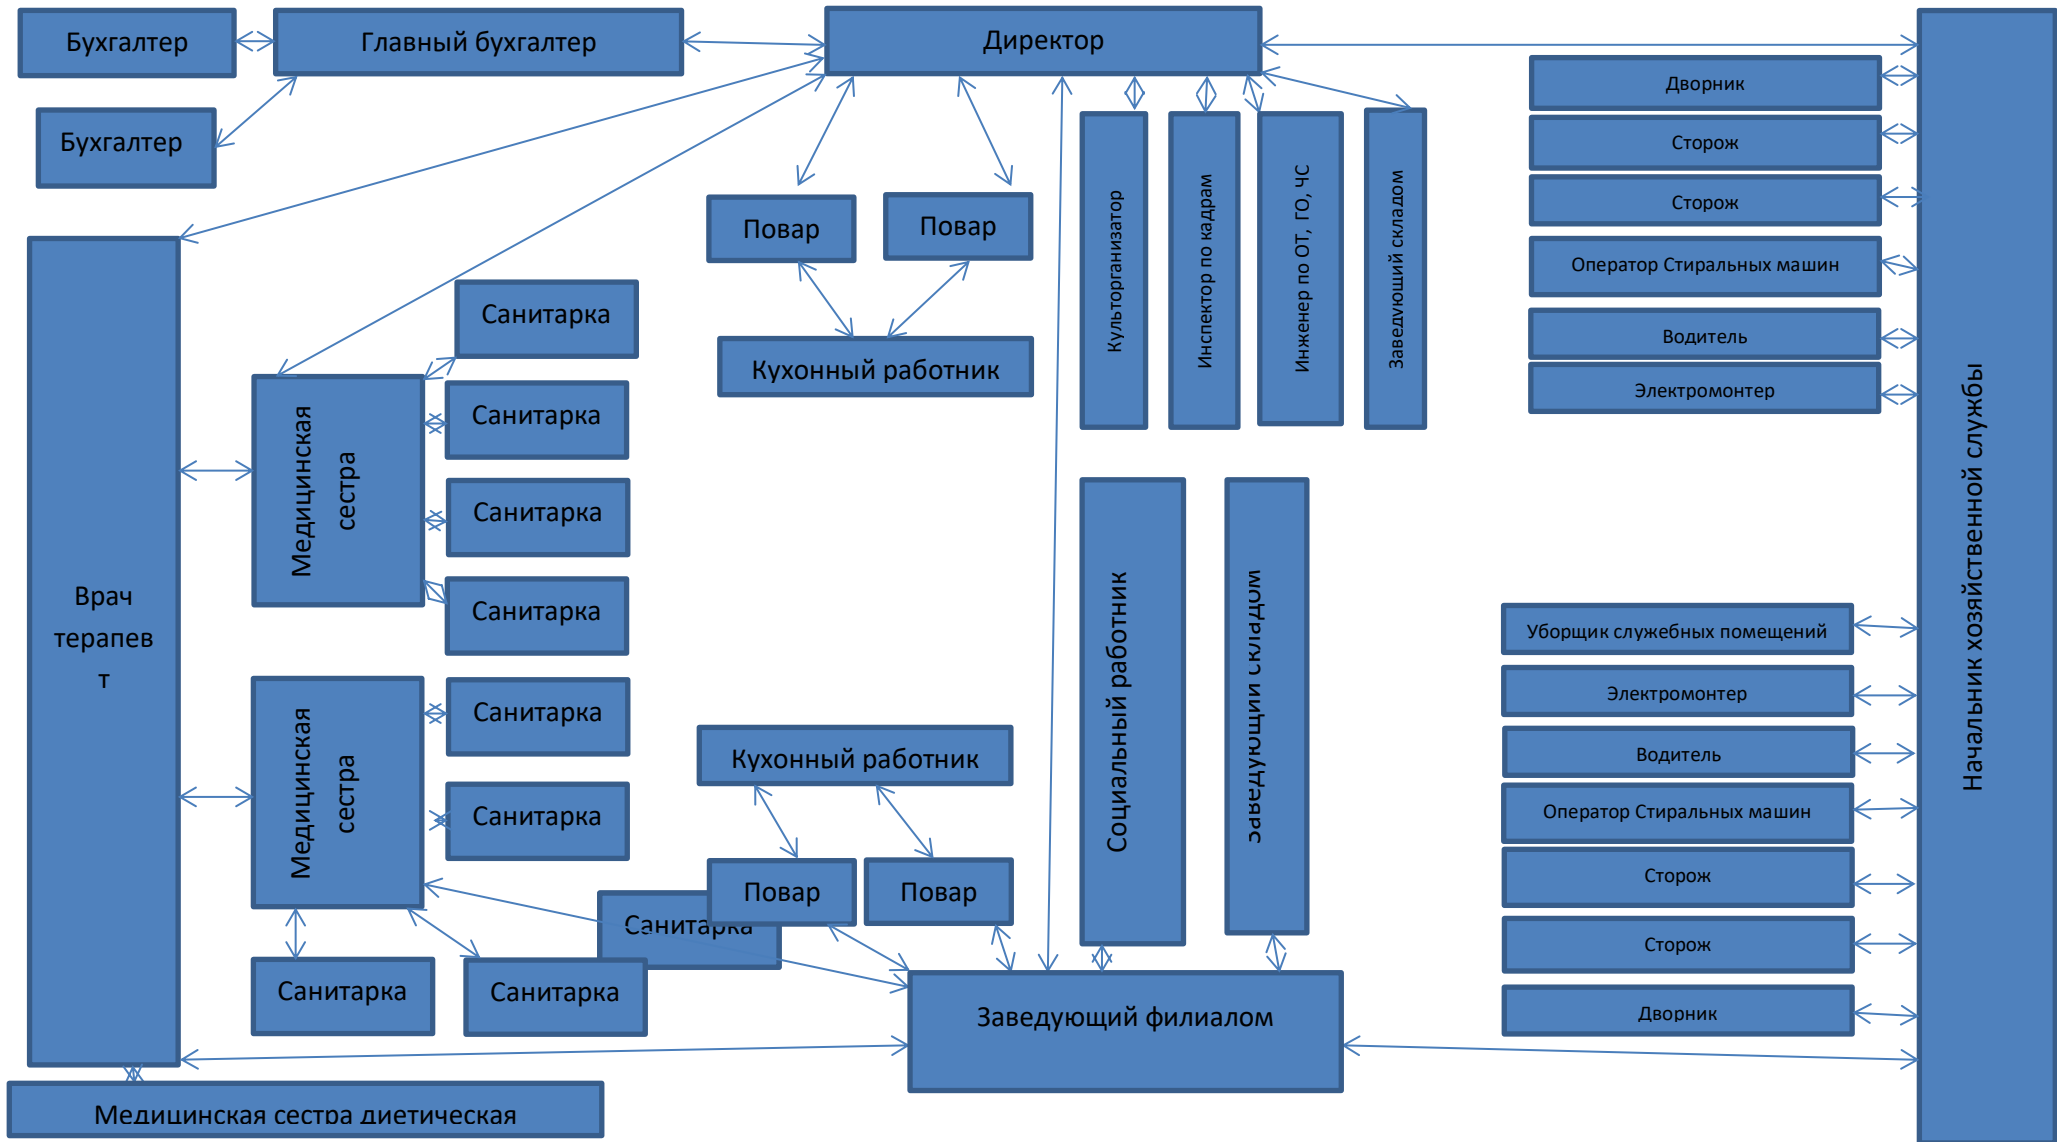 Бухгалтер
Главный бухгалтер
Директор
Бухгалтер
Дворник
Сторож
Сторож
Оператор Стиральных машин
Водитель
Электромонтер
Начальник хозяйственной службы
Культорганизатор
Инспектор по кадрам
Инженер по ОТ, ГО, ЧС
Заведующий складом
Повар
Повар
Кухонный работник
Врач
терапев
т
Медицинская
сестра
Санитарка
Санитарка
Санитарка
Санитарка
Медицинская
сестра
Санитарка
Санитарка
Санитарка
Санитарка
Санитарка
Кухонный работник
Повар
Повар
Социальный работник
Заведующий складом
Заведующий филиалом
Уборщик служебных помещений
Электромонтер
Водитель
Оператор Стиральных машин
Сторож
Сторож
Дворник
Медицинская сестра диетическая